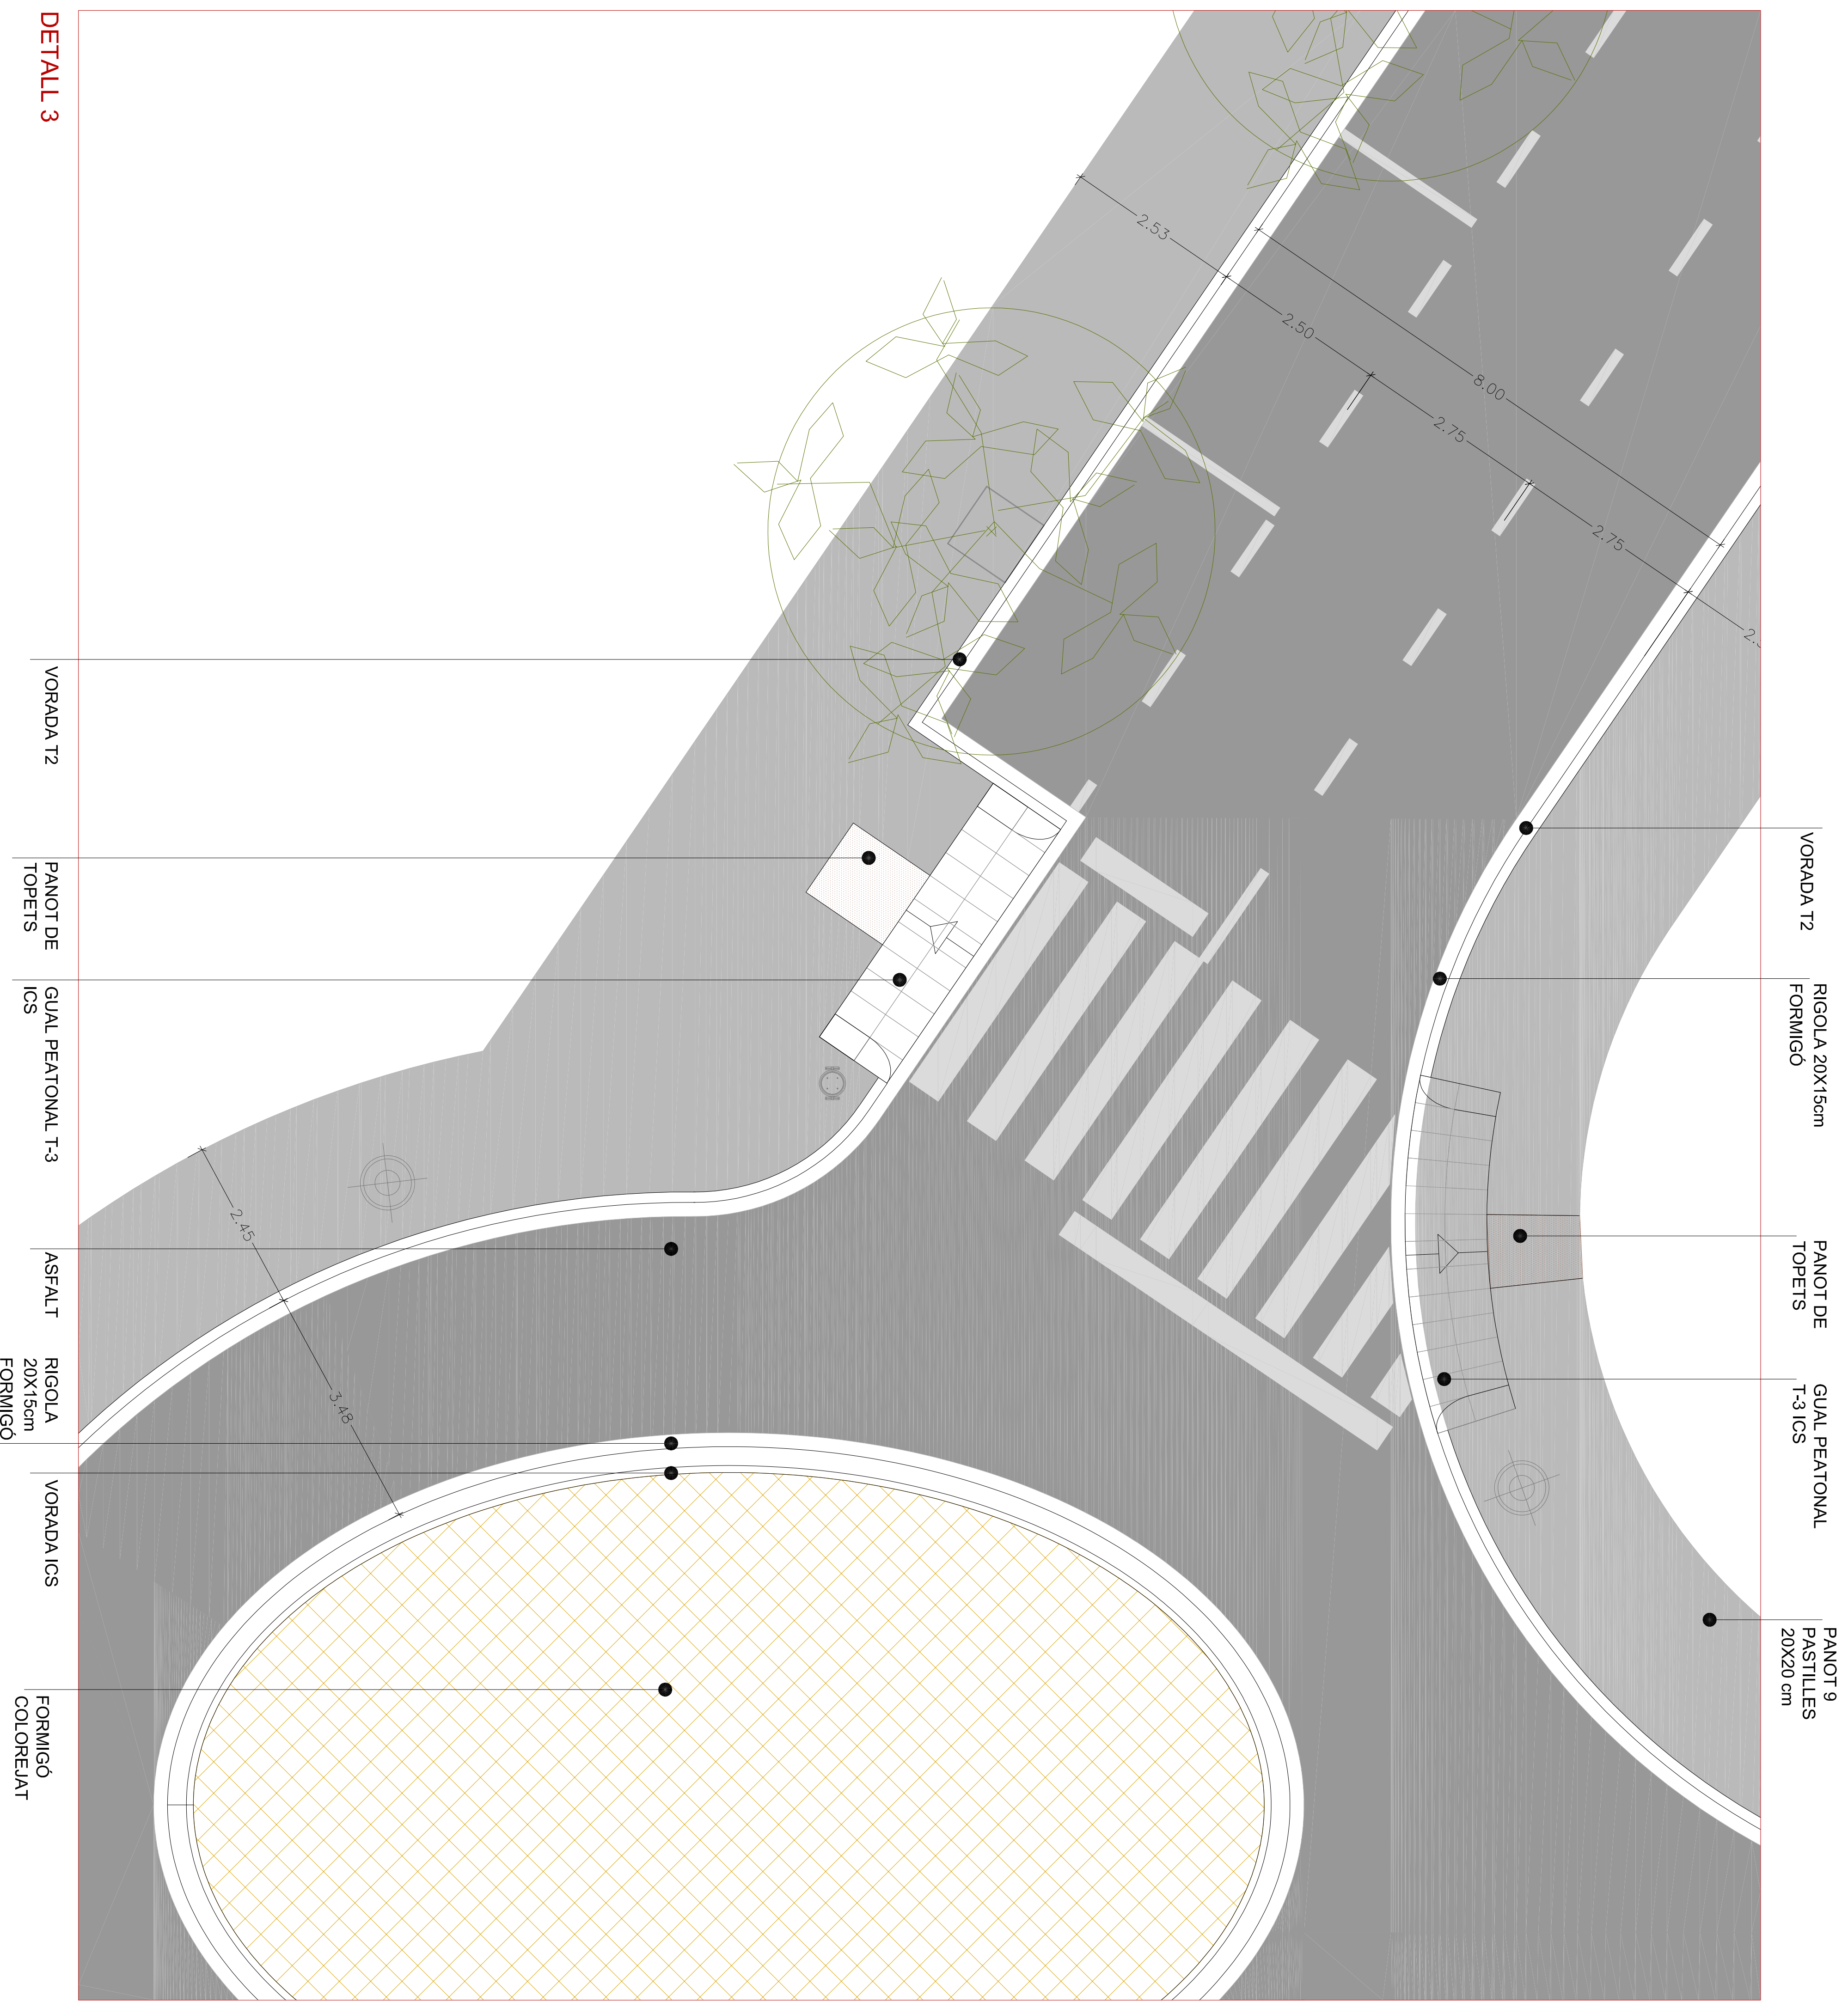 DETALL 3
VORADA T2
RIGOLA 20X15cm
FORMIGÓ
PANOT DE
TOPETS
GUAL PEATONAL
T-3 ICS
PANOT 9
PASTILLES
20X20 cm
2.53
2.50
8.00
2.75
2.75
2.45
3.48
VORADA T2
PANOT DE
TOPETS
GUAL PEATONAL T-3
ICS
ASFALT
RIGOLA
20X15cm
FORMIGÓ
VORADA ICS
FORMIGÓ
COLOREJAT